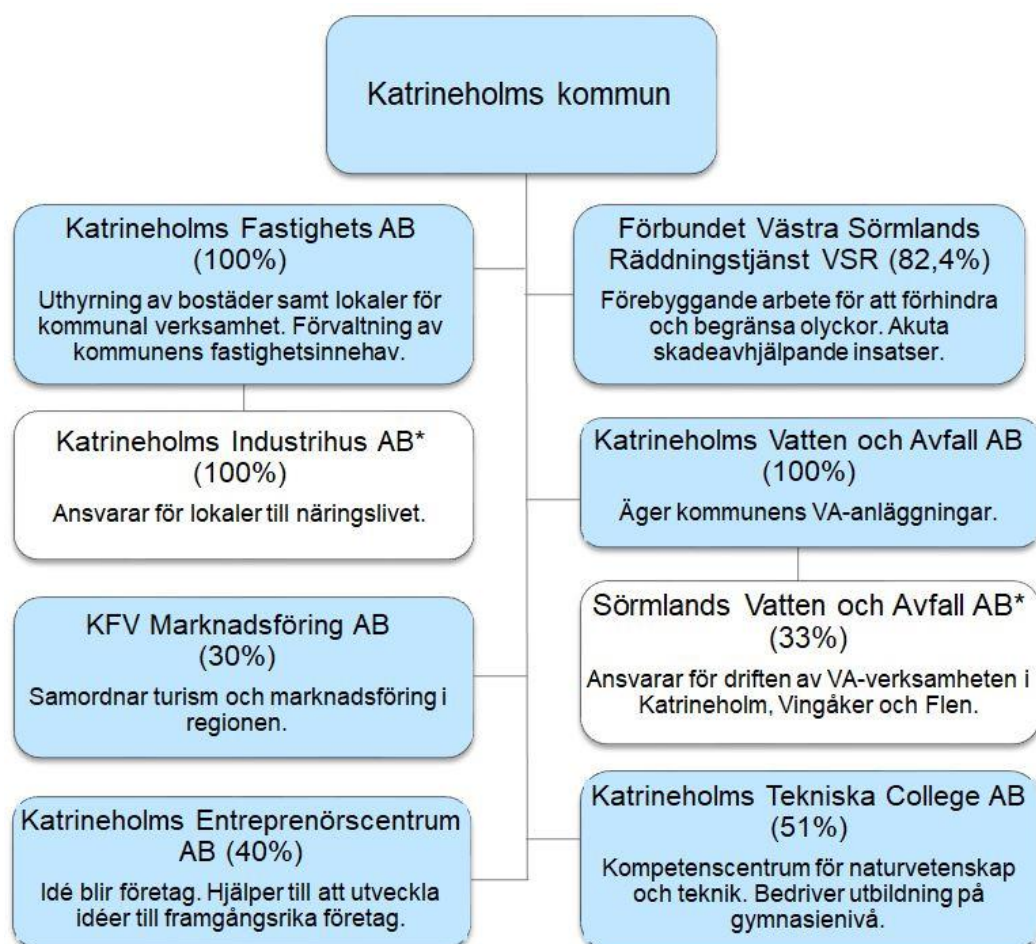 Katrineholms kommun
Katrineholms Fastighets AB
(100%)
Uthyrning av bostäder samt lokaler för
kommunal verksamhet. Förvaltning av
kommunens fastighetsinnehav.
Förbundet Västra Sörmlands
Räddningstjänst VSR (82,4%)
Förebyggande arbete för att förhindra
och begränsa olyckor. Akuta
skadeavhjälpande insatser.
Katrineholms Industrihus AB*
(100%)
Ansvarar för lokaler till näringslivet.
Katrineholms Vatten och Avfall AB
(100%)
Äger kommunens VA-anläggningar.
Sörmlands Vatten och Avfall AB*
(33%)
Ansvarar för driften av VA-verksamheten i
Katrineholm, Vingåker och Flen.
KFV Marknadsföring AB
(30%)
Samordnar turism och marknadsföring i
regionen.
Katrineholms Entreprenörscentrum
AB (40%)
Idé blir företag. Hjälper till att utveckla
idéer till framgångsrika företag.
Katrineholms Tekniska College AB
(51%)
Kompetenscentrum för naturvetenskap
och teknik. Bedriver utbildning på
gymnasienivå.